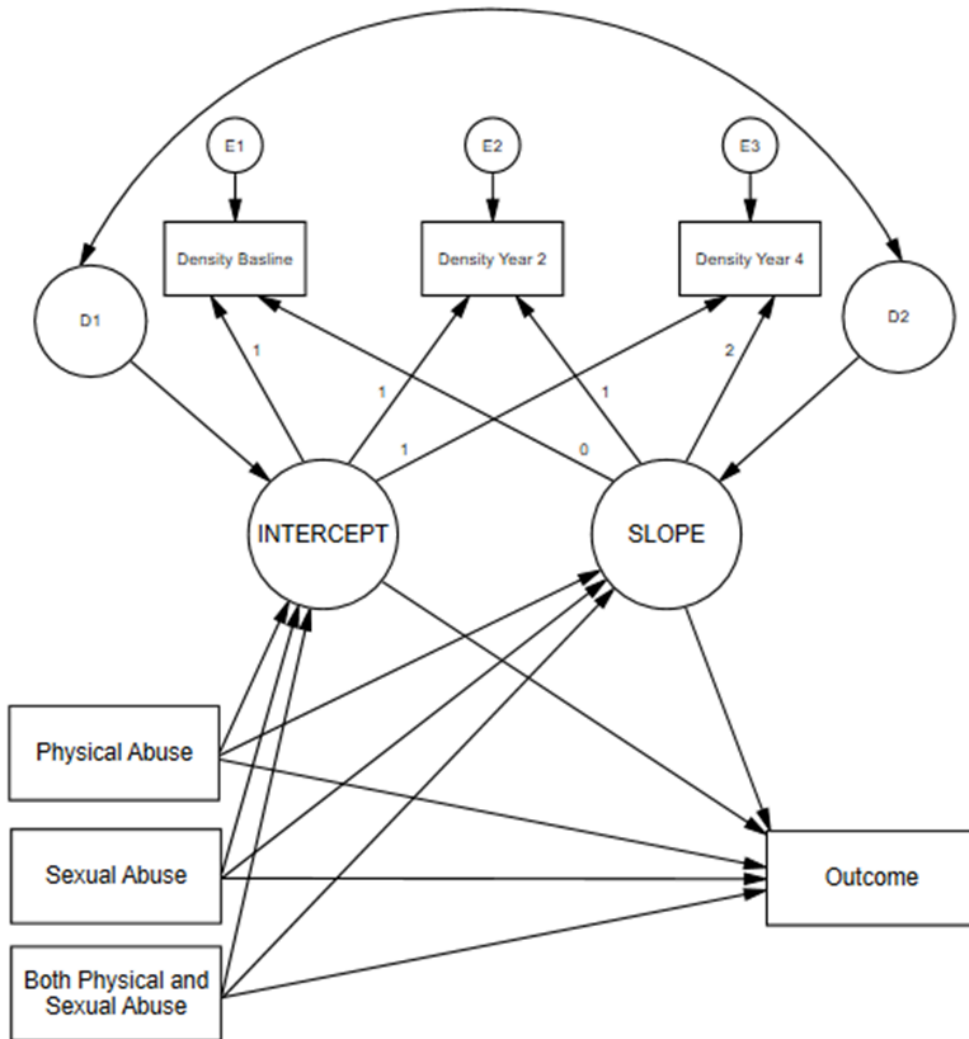 E1
E2
E3
Density Basline
Density Year 2
Density Year 4
D1
D2
1
1
1
0
1
2
INTERCEPT
SLOPE
Physical Abuse
Sexual Abuse
Both Physical and
Sexual Abuse
Outcome